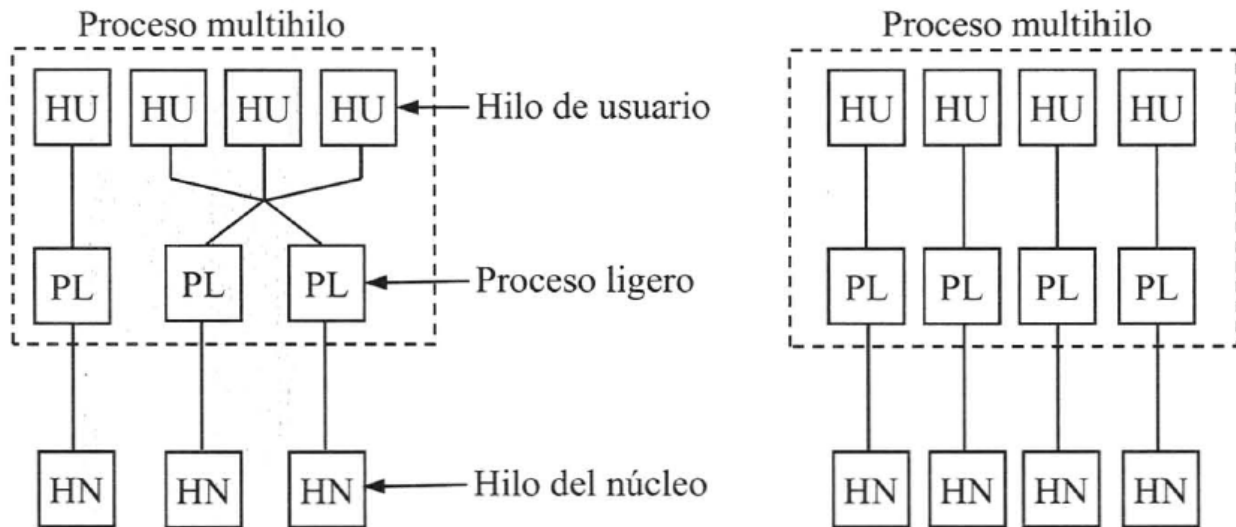 Proceso multihilo
Proceso multihilo
HU HU HU HU
Hilo de usuario
HU HU HU HU
PL PL PL
Proceso ligero
PL PL PL PL
HN HN HN
Hilo del núcleo
HN HN HN HN